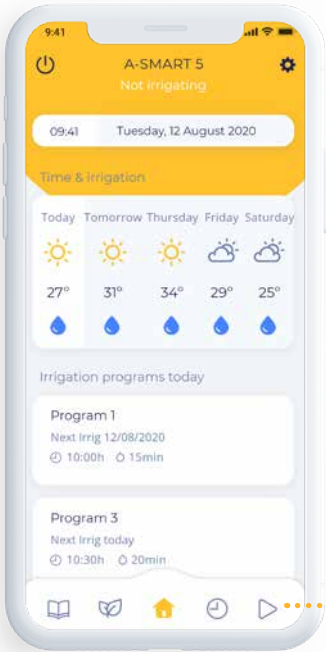 9:41
A-SMART 5
Not irrigating
09:41 Tuesday, 12 August 2020
Time & irrigation
Today Tomorrow Thursday Friday Saturday
27° 31° 34° 29° 25°
Irrigation programs today
Program 1
Next Irrig 12/08/2020
10:00h 15min
Program 3
Next Irrig today
10:30h 20min